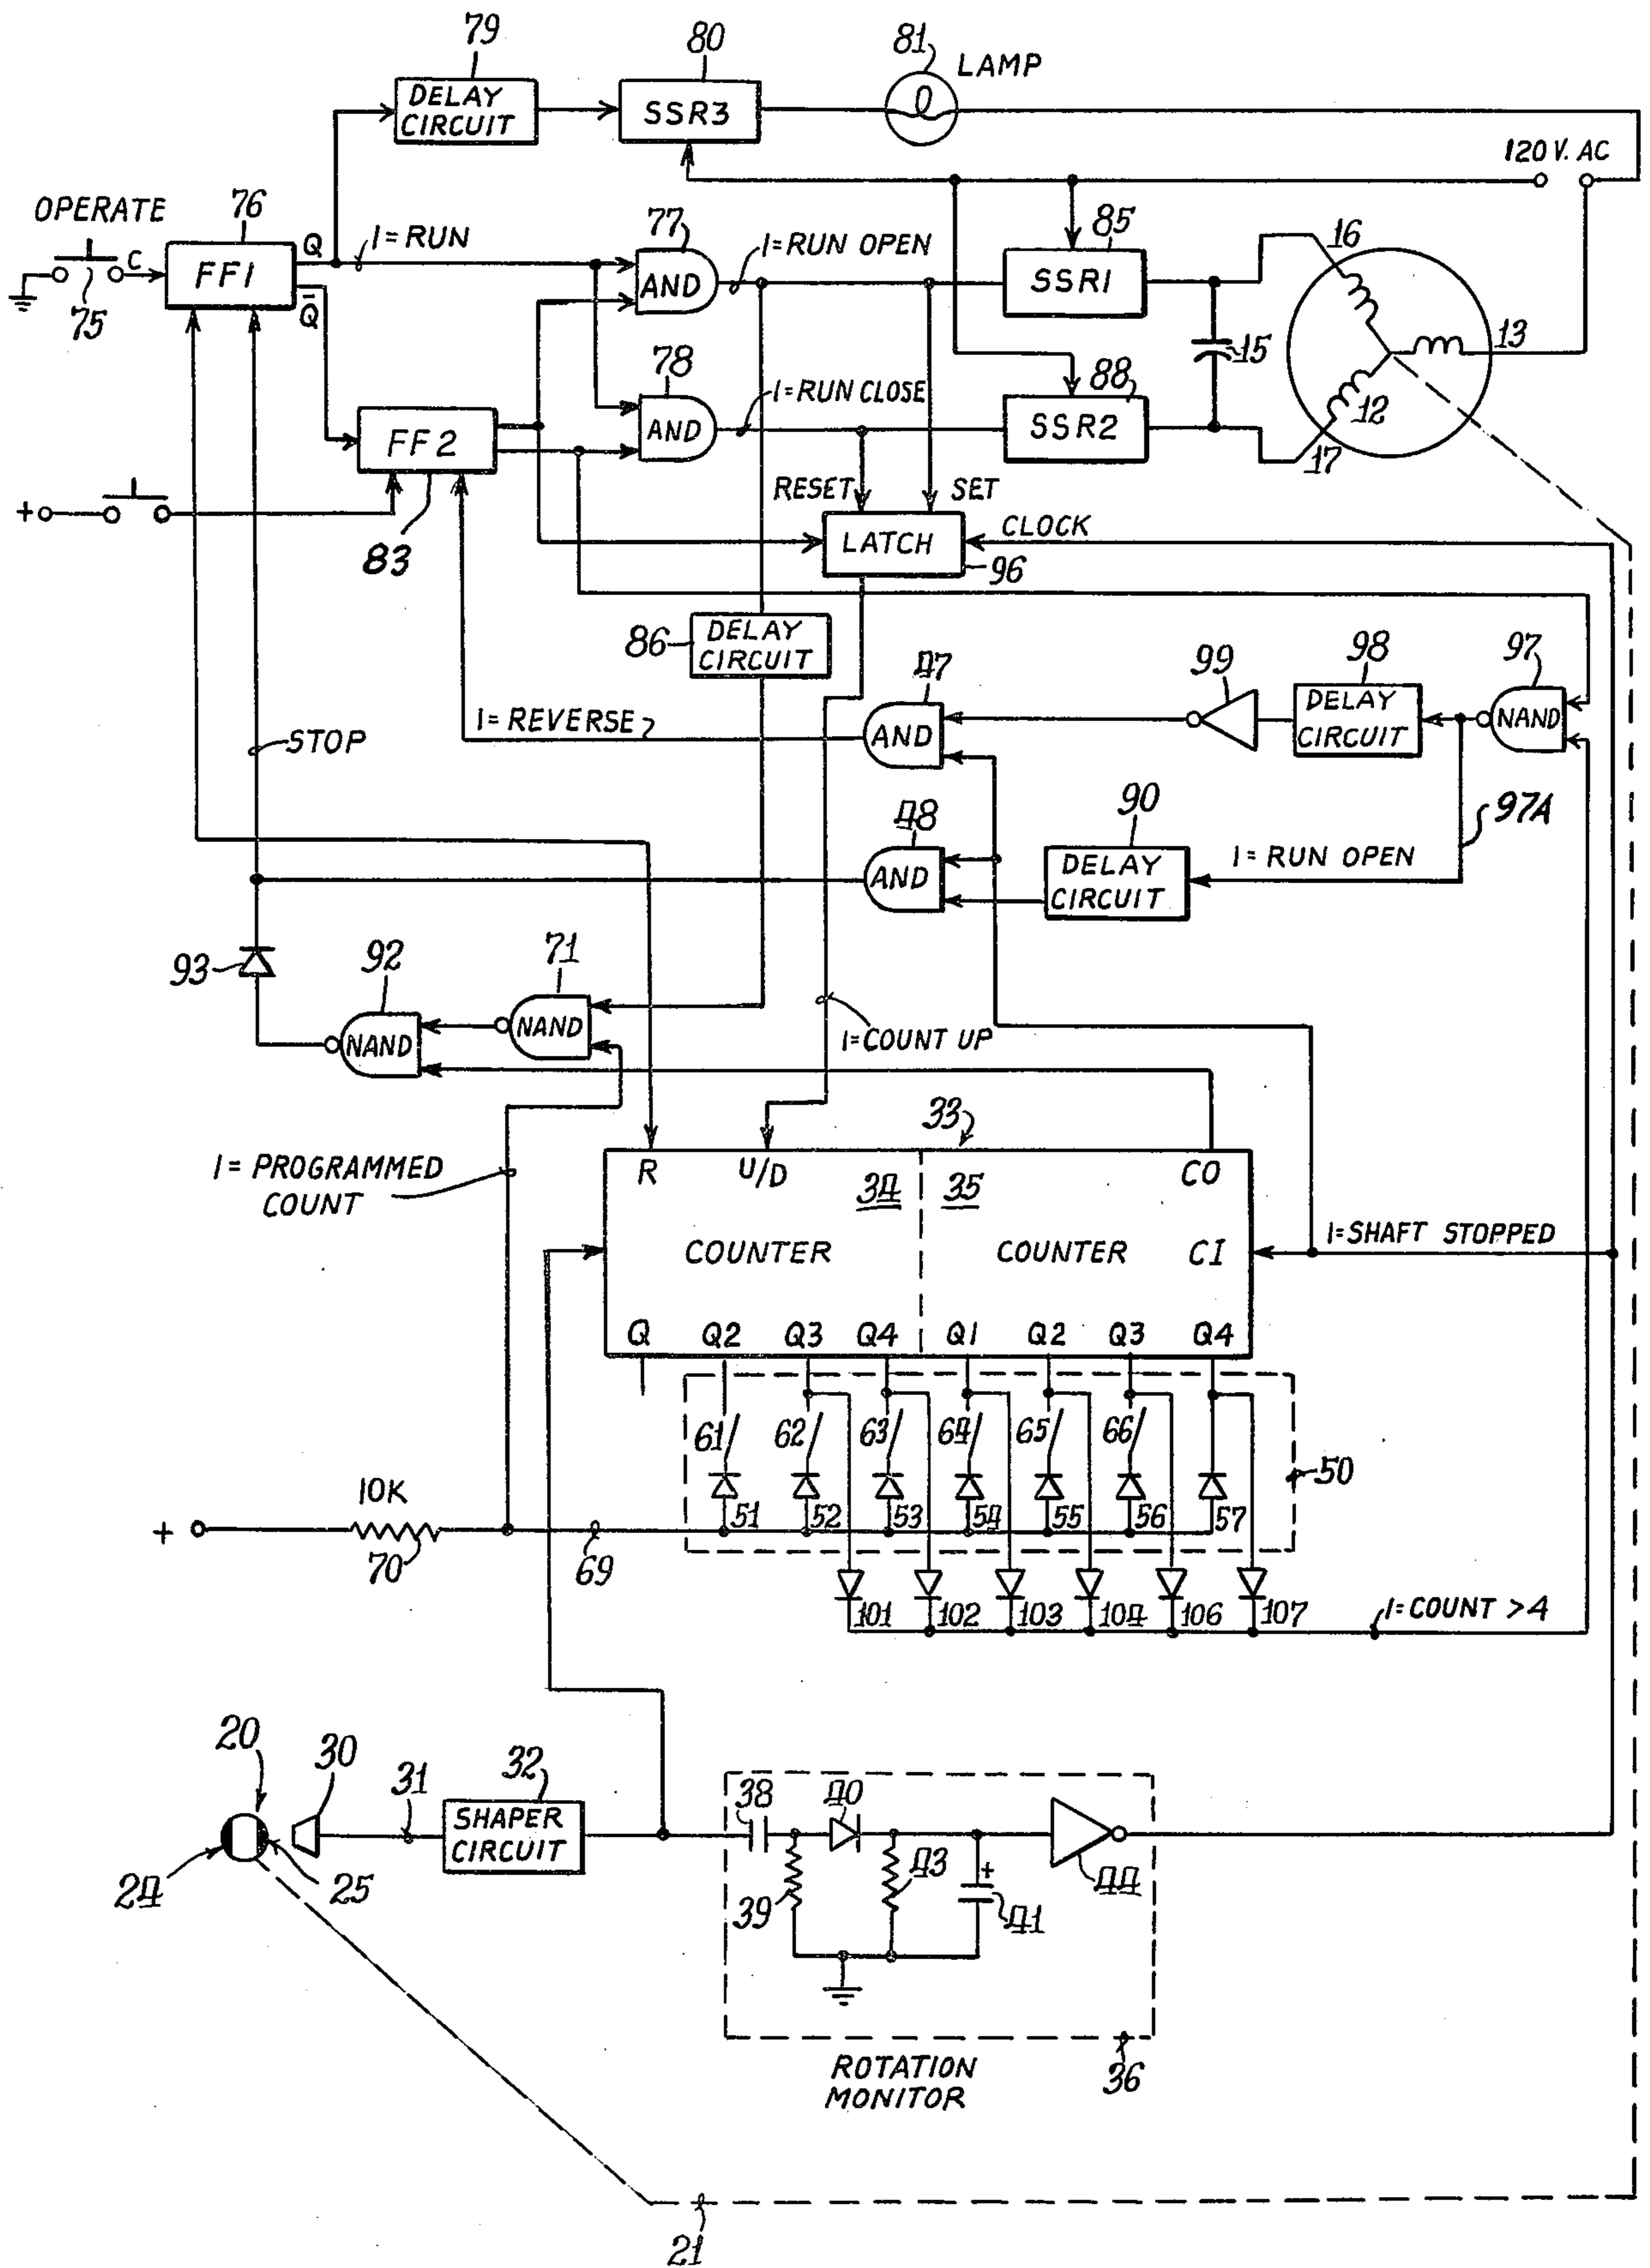 79
80
81
LAMP
DELAY
CIRCUIT
SSR3
120 V. AC
OPERATE
76
77
85
16
C
FF1
Q
1=RUN
AND
1=RUN OPEN
SSR1
75
Q̄
78
15
13
1=RUN CLOSE
88
FF2
AND
SSR2
12
17
+
RESET
SET
83
LATCH
CLOCK
96
86
DELAY
CIRCUIT
47
99
98
97
1=REVERSE
AND
DELAY
CIRCUIT
NAND
STOP
48
90
97A
AND
DELAY
CIRCUIT
1=RUN OPEN
93
92
71
NAND
NAND
1=COUNT UP
33
1=PROGRAMMED
COUNT
R
U/D
34
35
CO
COUNTER
COUNTER
CI
1=SHAFT STOPPED
Q
Q2
Q3
Q4
Q1
Q2
Q3
Q4
61
62
63
64
65
66
50
10K
51
52
53
54
55
56
57
+
70
69
101
102
103
104
106
107
1=COUNT >4
20
30
31
32
38
40
SHAPER
CIRCUIT
24
25
39
43
+
41
44
ROTATION
MONITOR
36
21